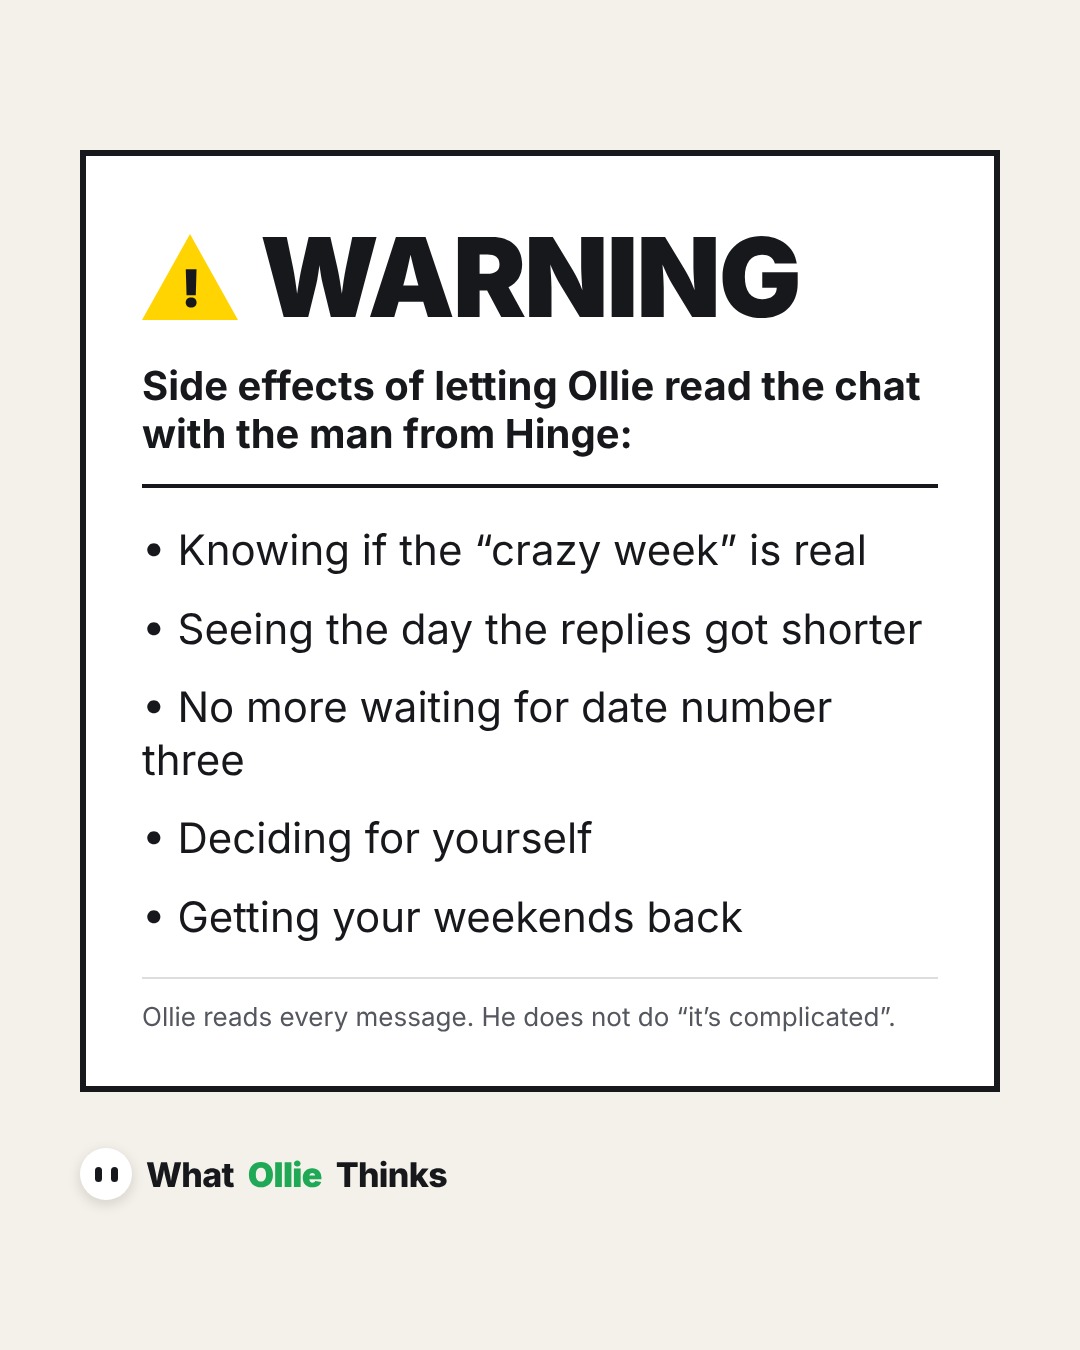 ! WARNING
Side effects of letting Ollie read the chat
with the man from Hinge:
• Knowing if the “crazy week” is real
• Seeing the day the replies got shorter
• No more waiting for date number
three
• Deciding for yourself
• Getting your weekends back
Ollie reads every message. He does not do “it’s complicated”.
What Ollie Thinks